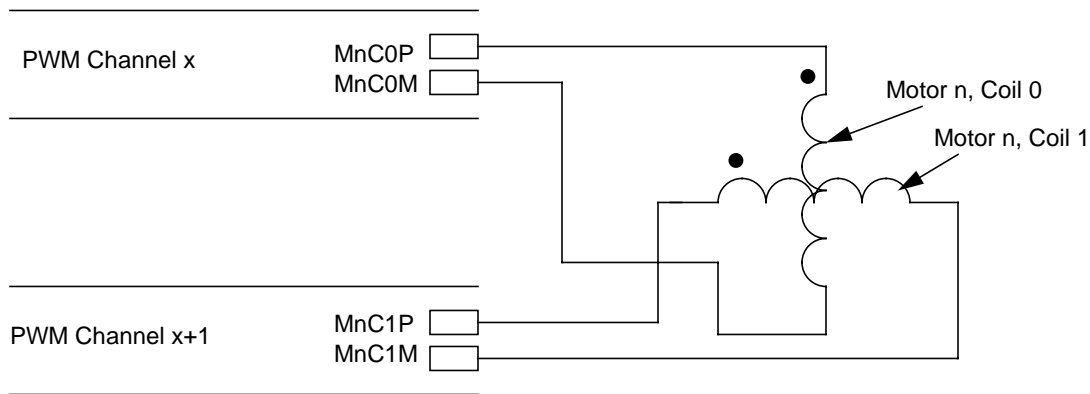 PWM Channel x
MnC0P
MnC0M
Motor n, Coil 0
Motor n, Coil 1
PWM Channel x+1
MnC1P
MnC1M